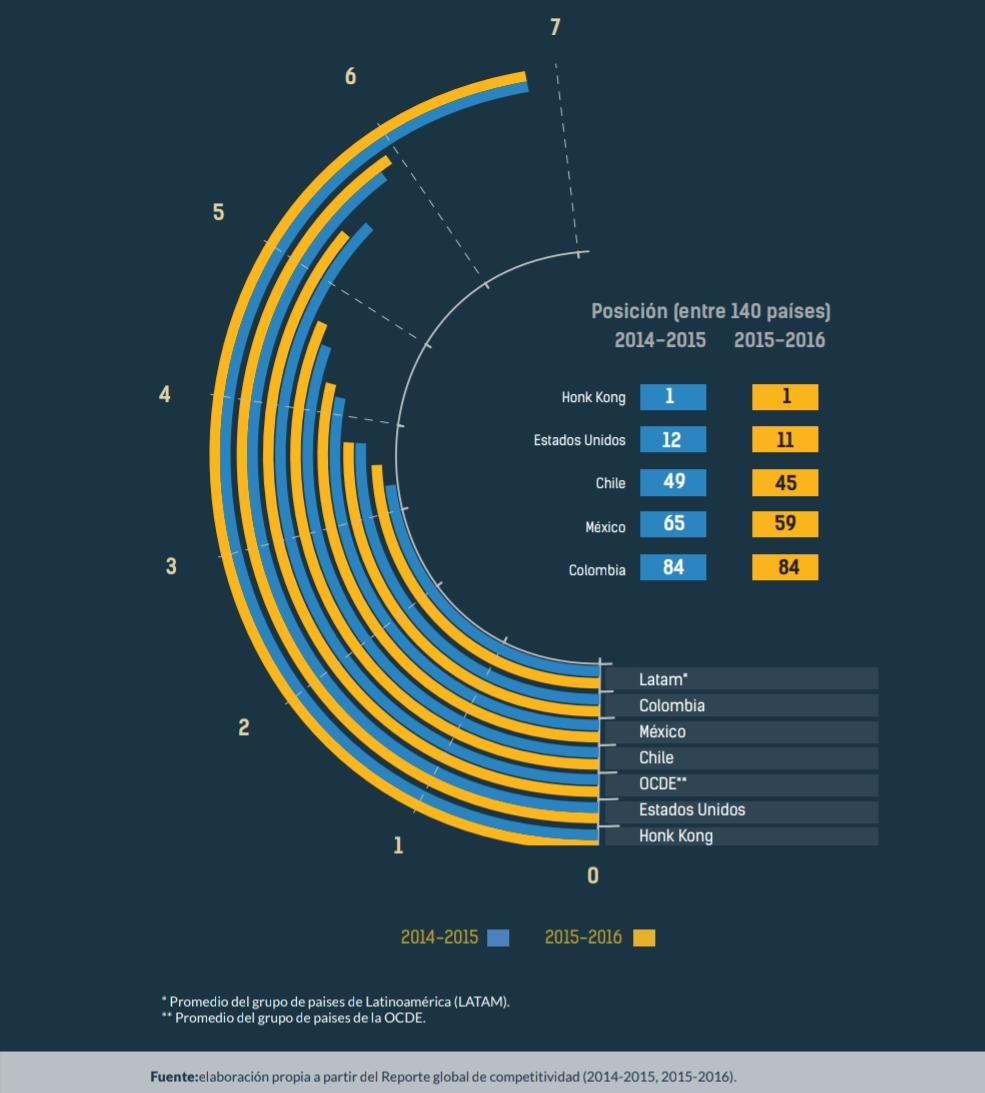 7
6
5
4
3
2
1
0
Posición (entre 140 países)
2014-2015 2015-2016
Honk Kong 1 1
Estados Unidos 12 11
Chile 49 45
México 65 59
Colombia 84 84
Latam*
Colombia
México
Chile
OCDE**
Estados Unidos
Honk Kong
2014-2015 2015-2016
* Promedio del grupo de paises de Latinoamérica (LATAM).
** Promedio del grupo de paises de la OCDE.
Fuente:elaboración propia a partir del Reporte global de competitividad (2014-2015, 2015-2016).